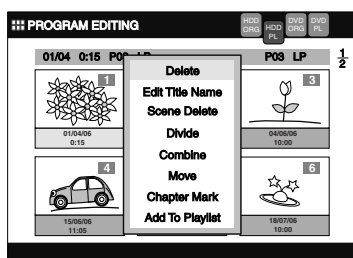 PROGRAM EDITING
HDD ORG
HDD PL
DVD ORG
DVD PL
01/04 0:15 P03 LP
1/2
1
01/04/06
0:15
3
04/06/06
10:00
4
15/06/06
11:05
6
18/07/06
10:00
Delete
Edit Title Name
Scene Delete
Divide
Combine
Move
Chapter Mark
Add To Playlist